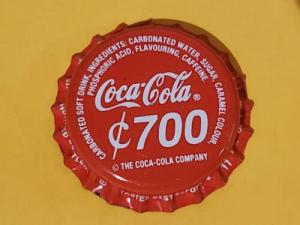 CARBONATED SOFT DRINK, INGREDIENTS: CARBONATED WATER, SUGAR, CARAMEL COLOUR,
PHOSPHORIC ACID, FLAVOURING, CAFFEINE.
Coca-Cola®
₵700
© THE COCA-COLA COMPANY